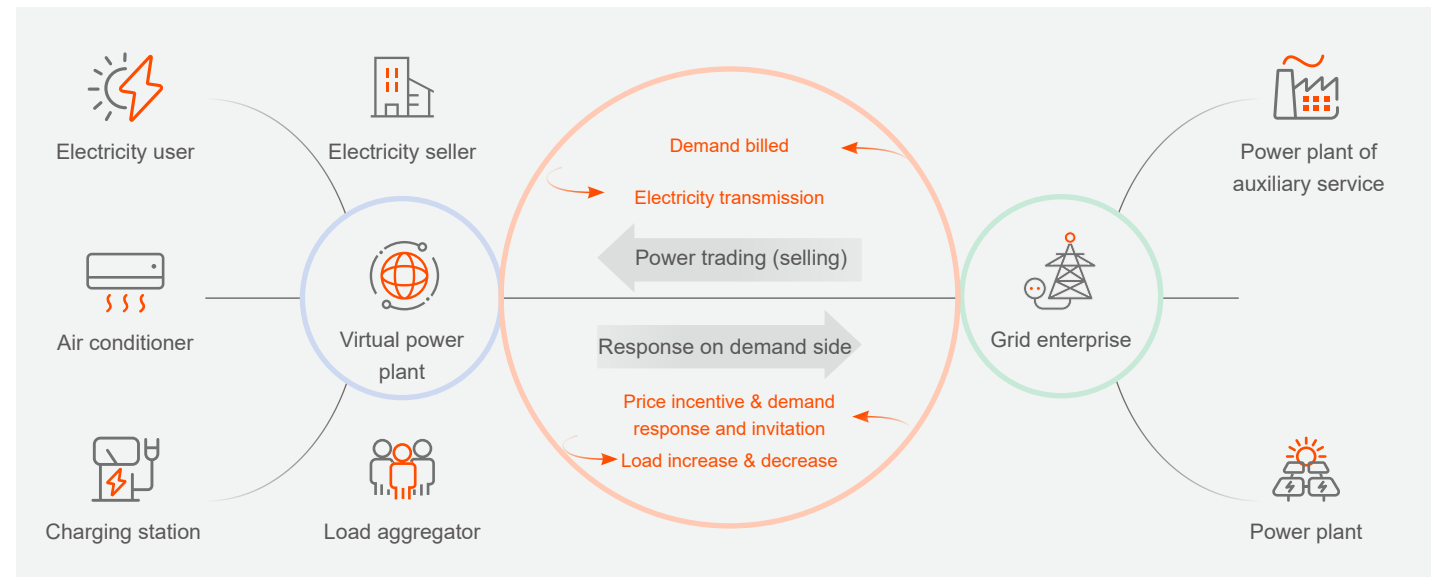 Electricity user
Electricity seller
Demand billed
Power plant of
auxiliary service
Electricity transmission
Power trading (selling)
Air conditioner
Virtual power
plant
Response on demand side
Grid enterprise
Price incentive & demand
response and invitation
Load increase & decrease
Charging station
Load aggregator
Power plant